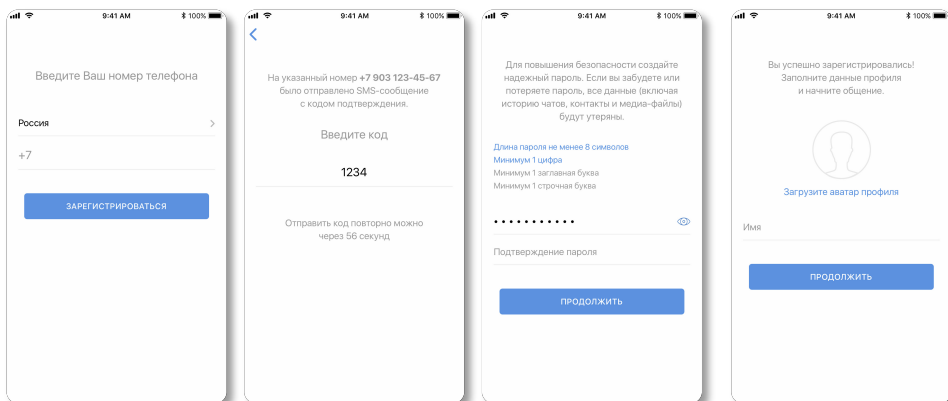 9:41 AM
100%
Введите Ваш номер телефона
Россия
+7
ЗАРЕГИСТРИРОВАТЬСЯ
9:41 AM
100%
На указанный номер +7 903 123-45-67
было отправлено SMS-сообщение
с кодом подтверждения.
Введите код
1234
Отправить код повторно можно
через 56 секунд
9:41 AM
100%
Для повышения безопасности создайте
надежный пароль. Если вы забудете или
потеряете пароль, все данные (включая
историю чатов, контакты и медиа-файлы)
будут утеряны.
Длина пароля не менее 8 символов
Минимум 1 цифра
Минимум 1 заглавная буква
Минимум 1 строчная буква
Подтверждение пароля
ПРОДОЛЖИТЬ
9:41 AM
100%
Вы успешно зарегистрировались!
Заполните данные профиля
и начните общение.
Загрузите аватар профиля
Имя
ПРОДОЛЖИТЬ